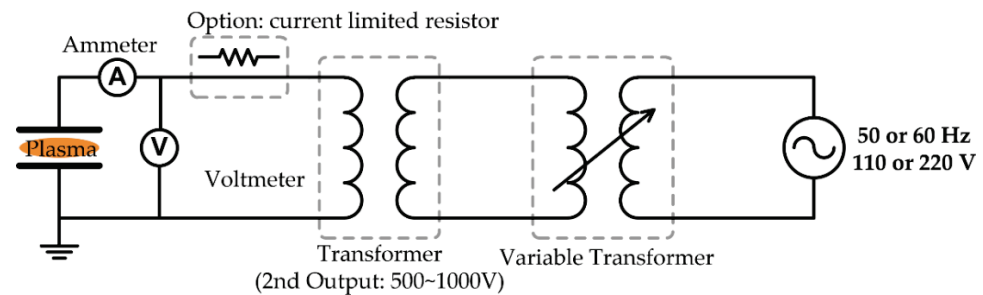 Option: current limited resistor
Ammeter
A
Plasma
V
Voltmeter
50 or 60 Hz
110 or 220 V
Transformer
(2nd Output: 500~1000V)
Variable Transformer